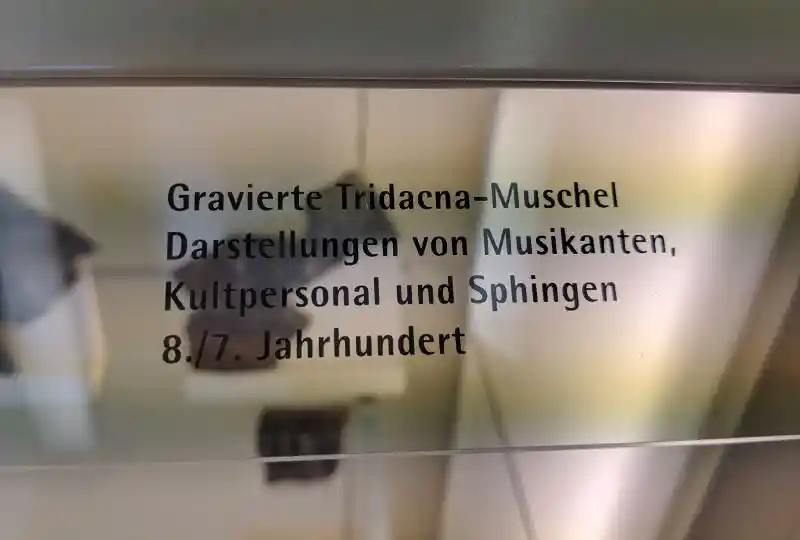 Gravierte Tridacna-Muschel
Darstellungen von Musikanten,
Kultpersonal und Sphingen
8./7. Jahrhundert